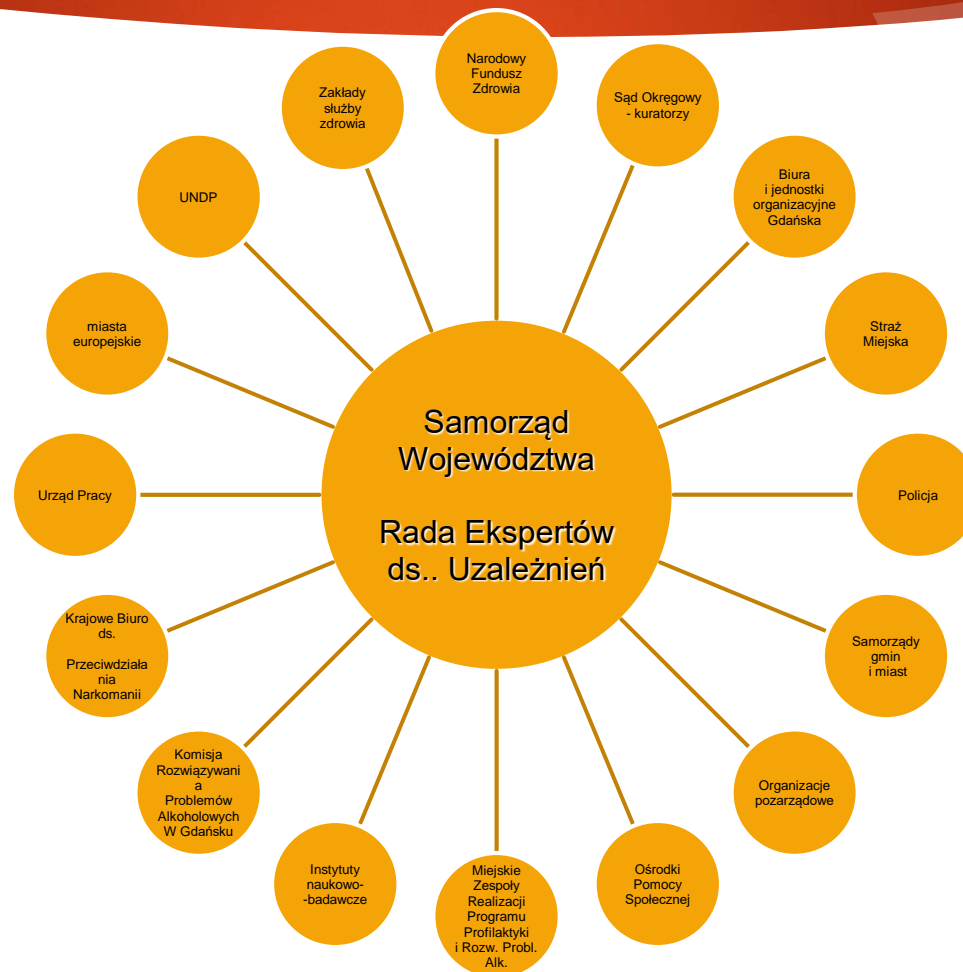 Narodowy
Fundusz
Zdrowia
Sąd Okręgowy
- kuratorzy
Biura
i jednostki
organizacyjne
Gdańska
Straż
Miejska
Policja
Samorządy
gmin
i miast
Organizacje
pozarządowe
Ośrodki
Pomocy
Społecznej
Miejskie
Zespoły
Realizacji
Programu
Profilaktyki
i Rozw. Probl.
Alk.
Instytuty
naukowo-
-badawcze
Komisja
Rozwiązywani
a
Problemów
Alkoholowych
W Gdańsku
Krajowe Biuro
ds.
Przeciwdziała
nia
Narkomanii
Urząd Pracy
miasta
europejskie
UNDP
Zakłady
służby
zdrowia
Samorząd
Województwa
Rada Ekspertów
ds.. Uzależnień